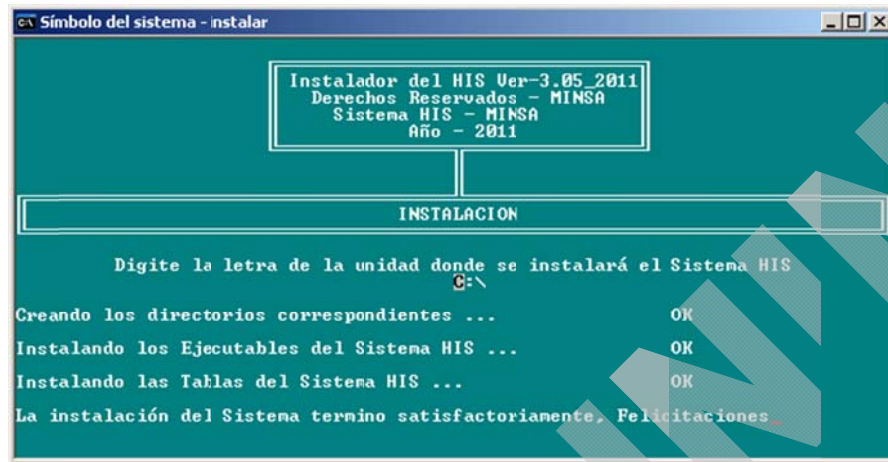 Símbolo del sistema - instalar
Instalador del HIS Ver-3.05_2011
Derechos Reservados - MINSA
Sistema HIS - MINSA
Año - 2011
INSTALACION
Digite la letra de la unidad donde se instalará el Sistema HIS
C:\
Creando los directorios correspondientes ... OK
Instalando los Ejecutables del Sistema HIS ... OK
Instalando las Tablas del Sistema HIS ... OK
La instalación del Sistema termino satisfactoriamente, Felicitaciones_